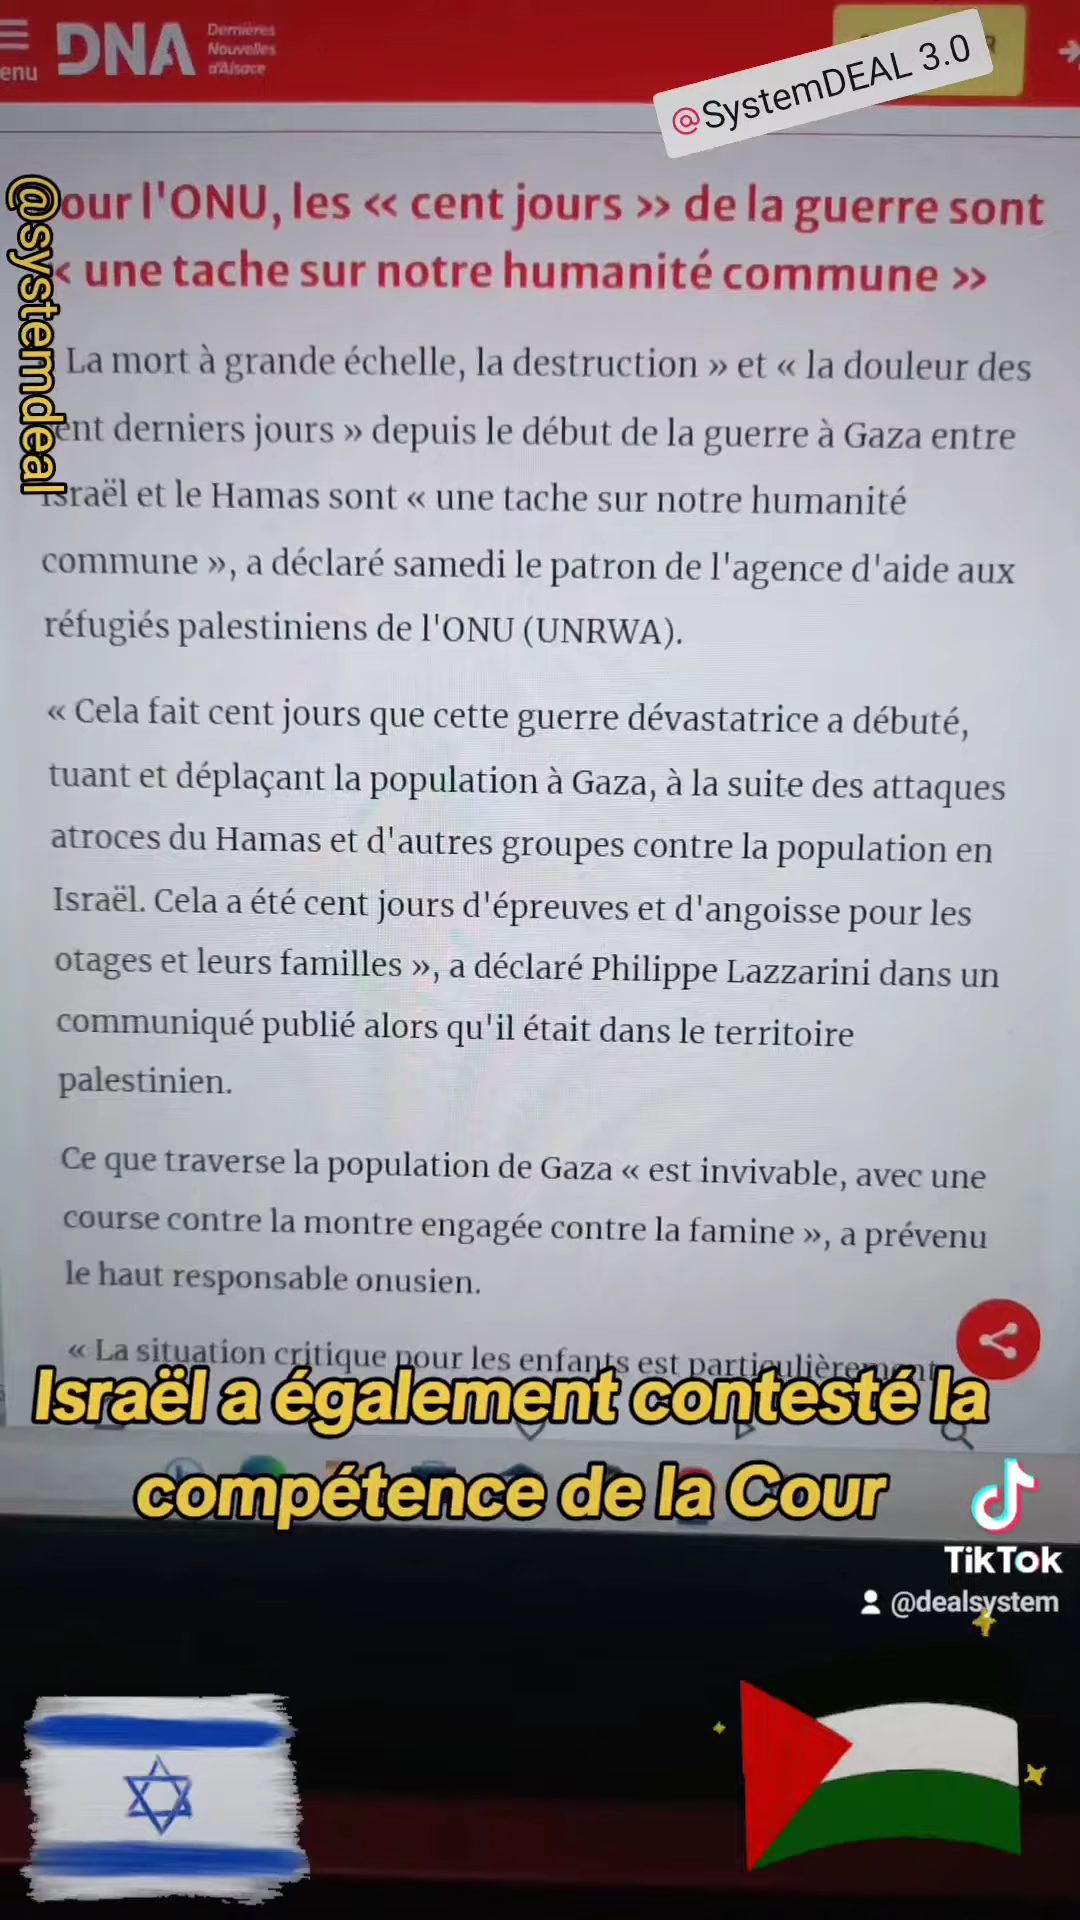 enu
DNA
Dernières
Nouvelles
d'Alsace
@SystemDEAL 3.0
@systemdeal
our l'ONU, les « cent jours » de la guerre sont
« une tache sur notre humanité commune »
La mort à grande échelle, la destruction » et « la douleur des
ent derniers jours » depuis le début de la guerre à Gaza entre
Israël et le Hamas sont « une tache sur notre humanité
commune », a déclaré samedi le patron de l'agence d'aide aux
réfugiés palestiniens de l'ONU (UNRWA).
« Cela fait cent jours que cette guerre dévastatrice a débuté,
tuant et déplaçant la population à Gaza, à la suite des attaques
atroces du Hamas et d'autres groupes contre la population en
Israël. Cela a été cent jours d'épreuves et d'angoisse pour les
otages et leurs familles », a déclaré Philippe Lazzarini dans un
communiqué publié alors qu'il était dans le territoire
palestinien.
Ce que traverse la population de Gaza « est invivable, avec une
course contre la montre engagée contre la famine », a prévenu
le haut responsable onusien.
« La situation critique pour les enfants est particulièrement
Israël a également contesté la
compétence de la Cour
TikTok
@dealsystem